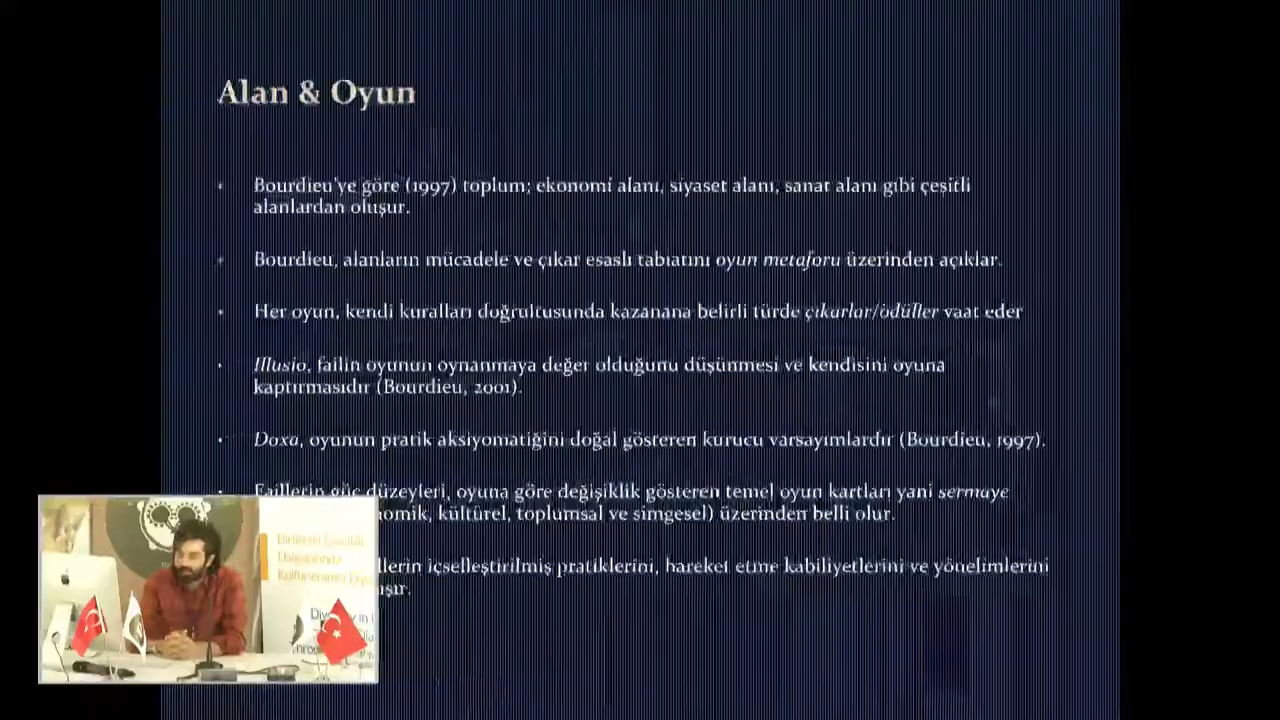 Alan & Oyun
Bourdieu'ye göre (1997) toplum; ekonomi alanı, siyaset alanı, sanat alanı gibi çeşitli
alanlardan oluşur.
Bourdieu, alanların mücadele ve çıkar esaslı tabiatını oyun metaforu üzerinden açıklar.
Her oyun, kendi kuralları doğrultusunda kazanana belirli türde çıkarlar/ödüller vaat eder
Illusio, failin oyunun oynanmaya değer olduğunu düşünmesi ve kendisini oyuna
kaptırmasıdır (Bourdieu, 2001).
Doxa, oyunun pratik aksiyomatiğini doğal gösteren kurucu varsayımlardır (Bourdieu, 1997).
Faillerin güç düzeyleri, oyuna göre değişiklik gösteren temel oyun kartları yani sermaye
omik, kültürel, toplumsal ve simgesel) üzerinden belli olur.
llerin içselleştirilmiş pratiklerini, hareket etme kabiliyetlerini ve yönelimlerini
şır.